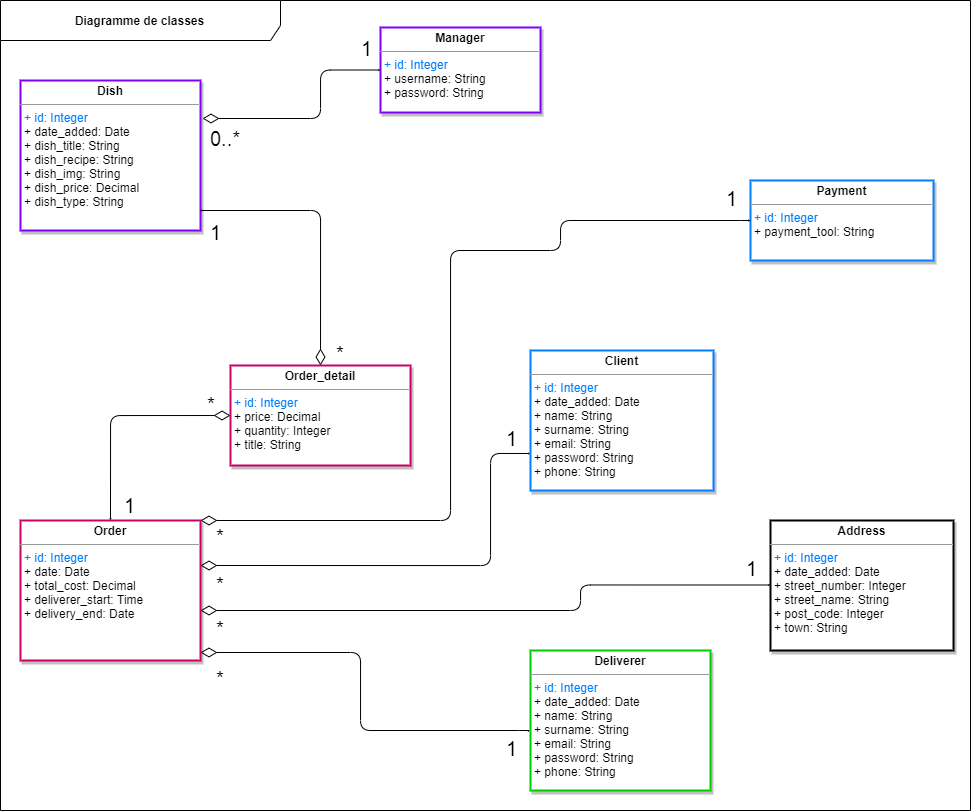 Diagramme de classes
Manager
+ id: Integer
+ username: String
+ password: String
1
Dish
+ id: Integer
+ date_added: Date
+ dish_title: String
+ dish_recipe: String
+ dish_img: String
+ dish_price: Decimal
+ dish_type: String
0..*
1
Payment
+ id: Integer
+ payment_tool: String
1
*
Order_detail
+ id: Integer
+ price: Decimal
+ quantity: Integer
+ title: String
*
Client
+ id: Integer
+ date_added: Date
+ name: String
+ surname: String
+ email: String
+ password: String
+ phone: String
1
1
Order
+ id: Integer
+ date: Date
+ total_cost: Decimal
+ deliverer_start: Time
+ delivery_end: Date
*
*
*
*
Address
+ id: Integer
+ date_added: Date
+ street_number: Integer
+ street_name: String
+ post_code: Integer
+ town: String
1
Deliverer
+ id: Integer
+ date_added: Date
+ name: String
+ surname: String
+ email: String
+ password: String
+ phone: String
1